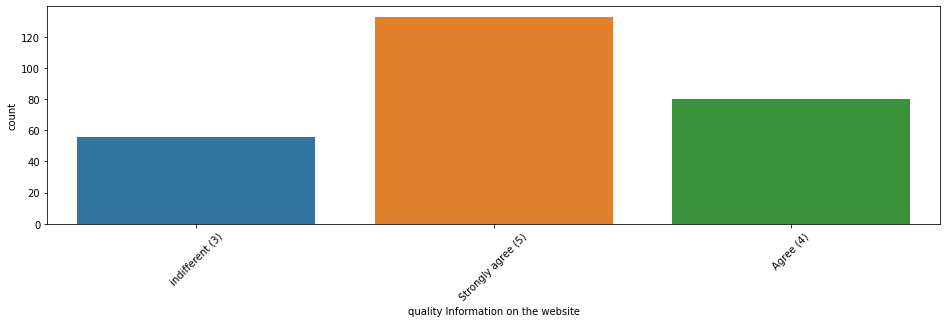 120
100
80
60
40
20
0
count
indifferent (3)
Strongly agree (5)
Agree (4)
quality Information on the website